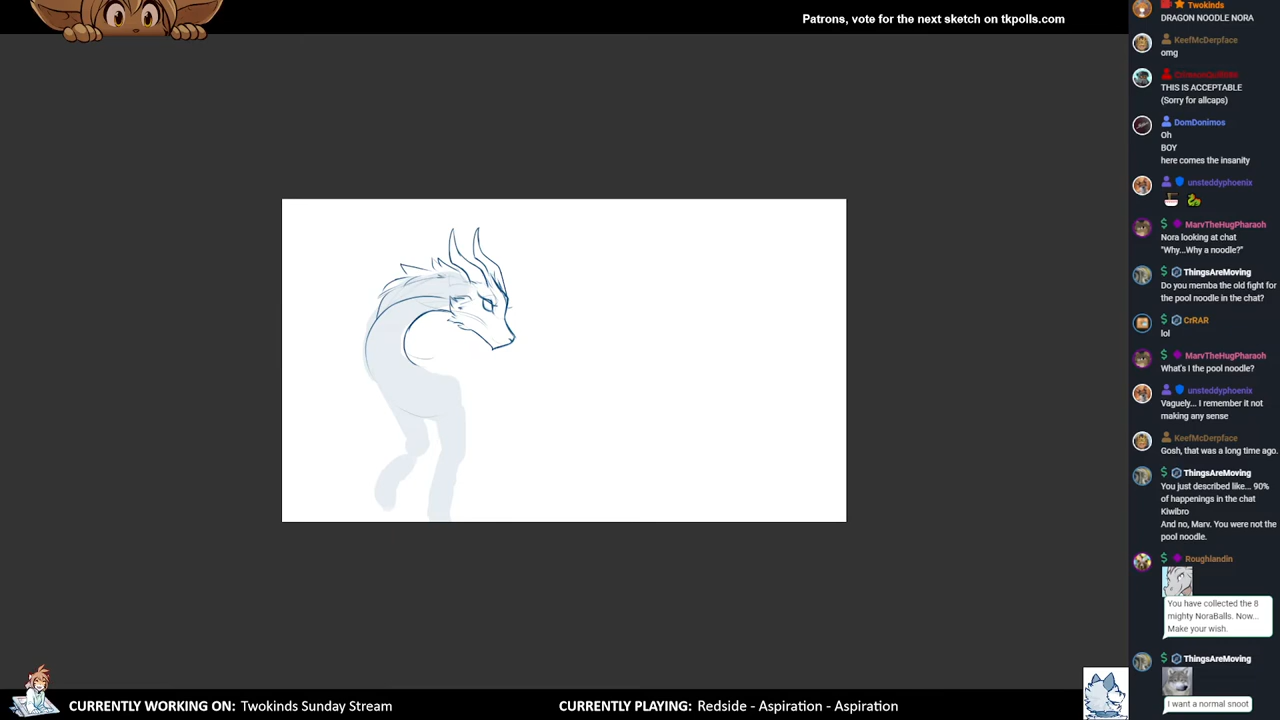 Patrons, vote for the next sketch on tkpolls.com
Twokinds
DRAGON NOODLE NORA
KeefMcDerpface
omg
THIS IS ACCEPTABLE
(Sorry for allcaps)
DomDonimos
Oh
BOY
here comes the insanity
unsteddyphoenix
MarvTheHugPharaoh
Nora looking at chat
"Why...Why a noodle?"
ThingsAreMoving
Do you memba the old fight for
the pool noodle in the chat?
CrRAR
lol
MarvTheHugPharaoh
What's I the pool noodle?
unsteddyphoenix
Vaguely... I remember it not
making any sense
KeefMcDerpface
Gosh, that was a long time ago.
ThingsAreMoving
You just described like... 90%
of happenings in the chat
Kiwibro
And no, Marv. You were not the
pool noodle.
Roughlandin
You have collected the 8
mighty NoraBalls. Now...
Make your wish.
ThingsAreMoving
I want a normal snoot
CURRENTLY WORKING ON: Twokinds Sunday Stream
CURRENTLY PLAYING: Redside - Aspiration - Aspiration